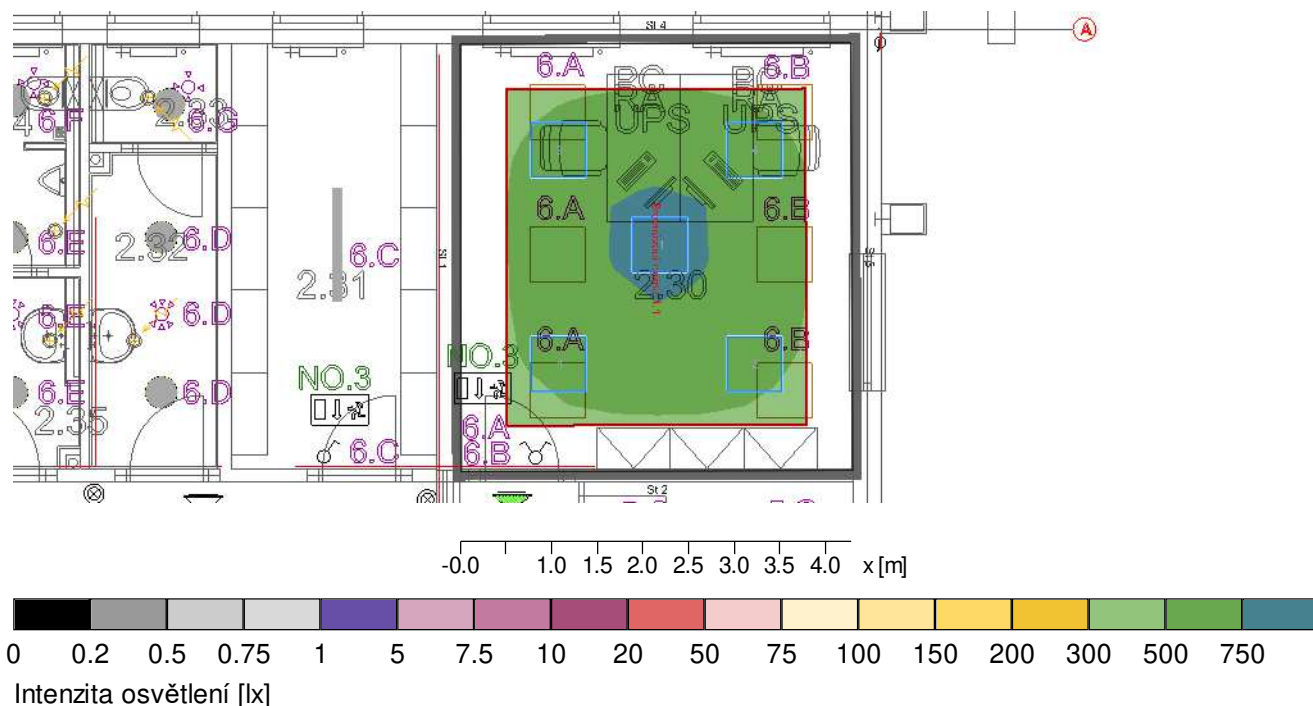 St 4
A
6.A 6.B
PC PC
UPS UPS
4 6.F 2.33 6.G
6.A 6.B
6.E 2.32 6.D 6.C
2.31 2.30
St 1
St 5
6.E 6.D
6.A 6.B
NO.3 NO.3
6.E 6.D
2.35
6.A
6.C 6.B
St 2
-0.0 1.0 1.5 2.0 2.5 3.0 3.5 4.0 x [m]
0 0.2 0.5 0.75 1 5 7.5 10 20 50 75 100 150 200 300 500 750
Intenzita osvětlení [lx]